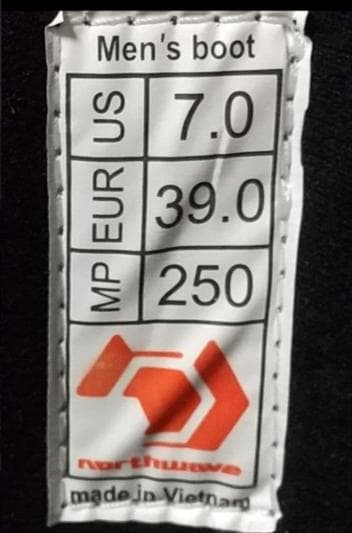 Men's boot
US 7.0
EUR 39.0
MP 250
northwave
made in Vietnam